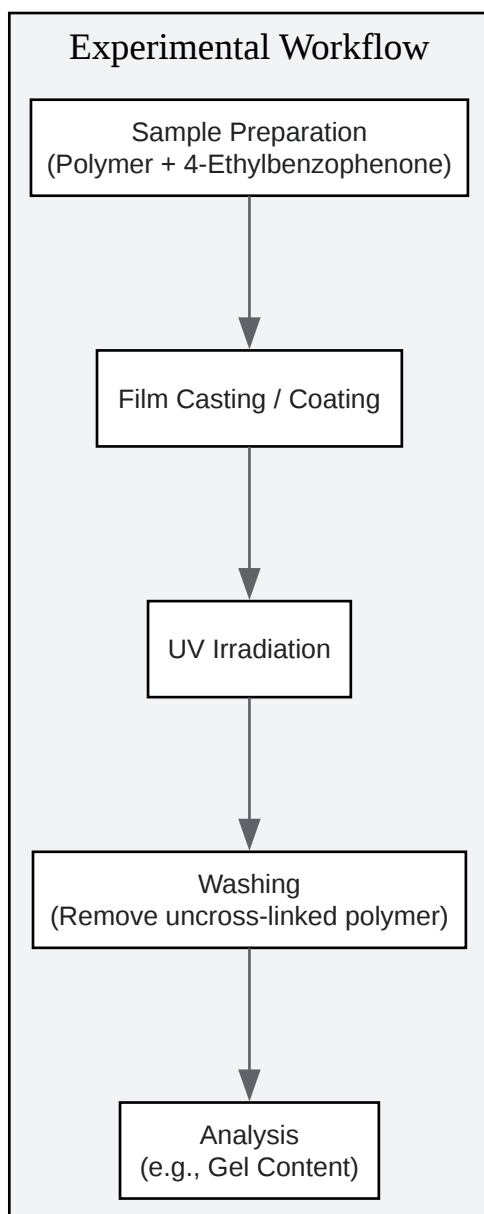 Experimental Workflow
Sample Preparation
(Polymer + 4-Ethylbenzophenone)
Film Casting / Coating
UV Irradiation
Washing
(Remove uncross-linked polymer)
Analysis
(e.g., Gel Content)